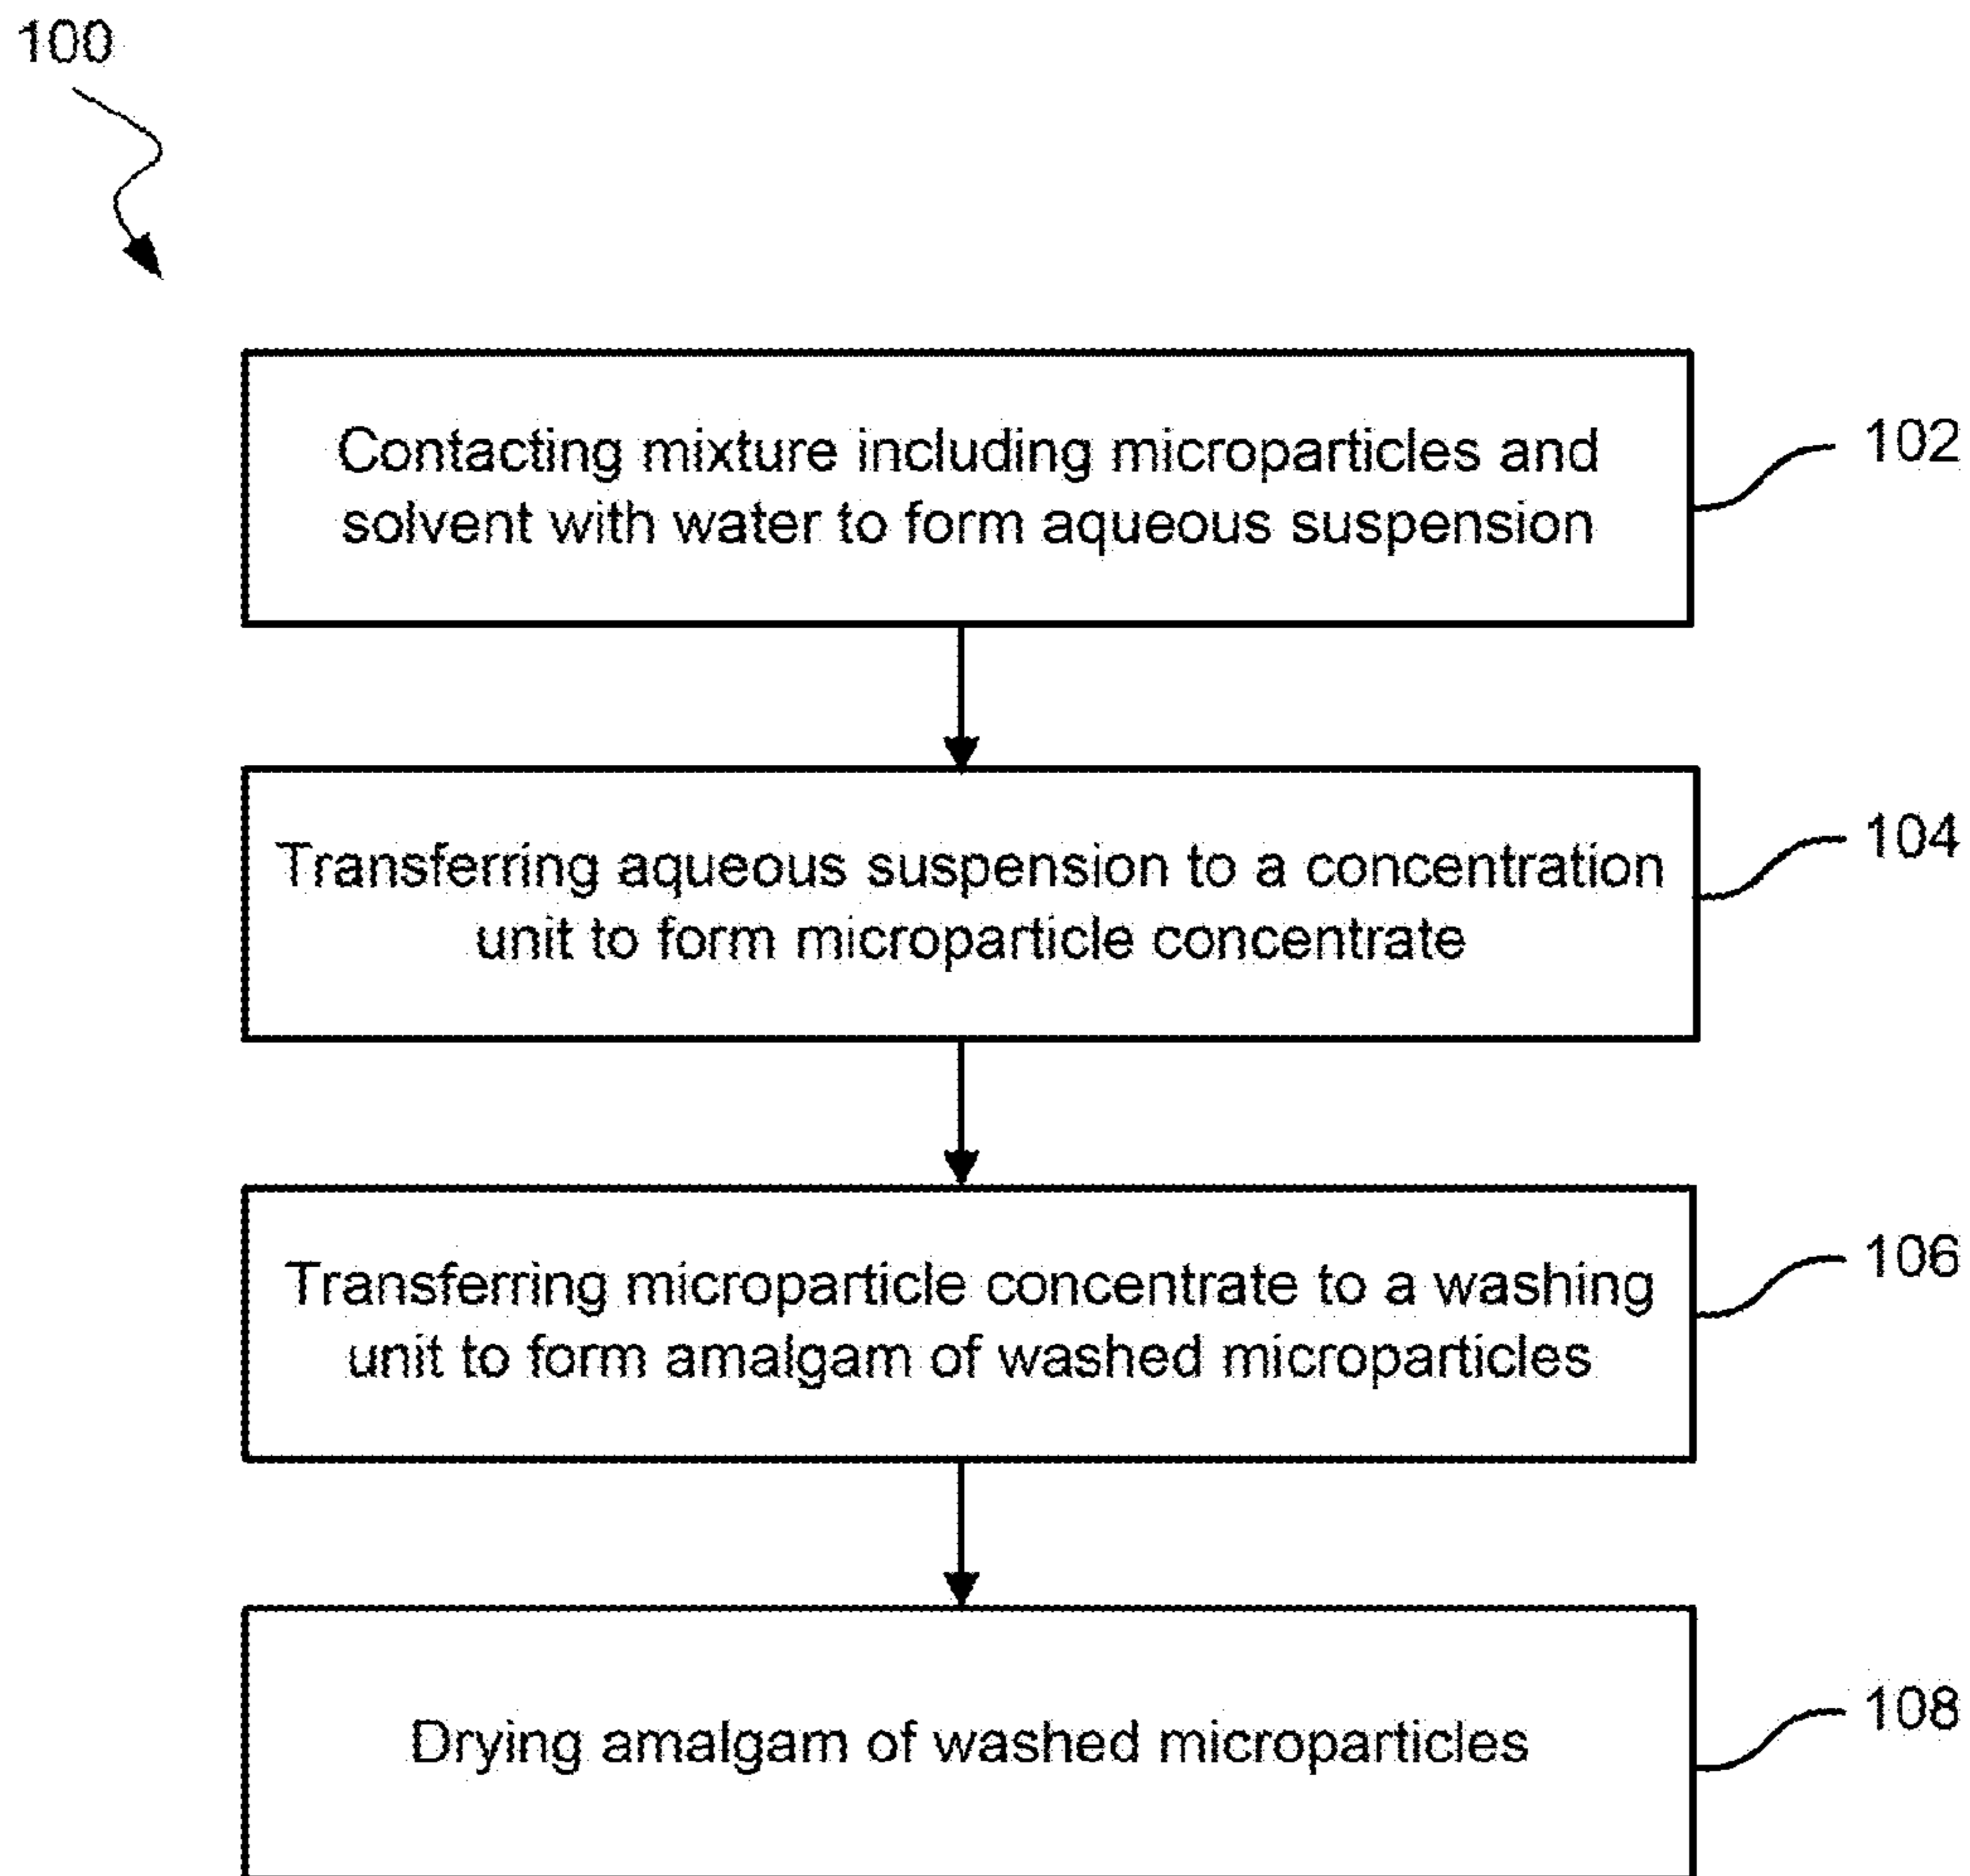 100
Contacting mixture including microparticles and
solvent with water to form aqueous suspension
102
Transferring aqueous suspension to a concentration
unit to form microparticle concentrate
104
Transferring microparticle concentrate to a washing
unit to form amalgam of washed microparticles
106
Drying amalgam of washed microparticles
108